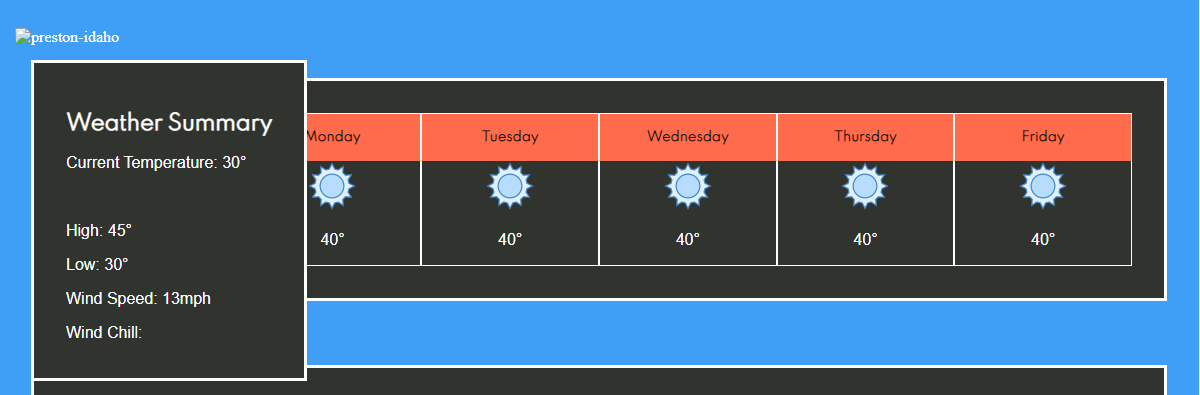 preston-idaho
Weather Summary
Current Temperature: 30°
High: 45°
Low: 30°
Wind Speed: 13mph
Wind Chill:
Monday Tuesday Wednesday Thursday Friday
40° 40° 40° 40° 40°